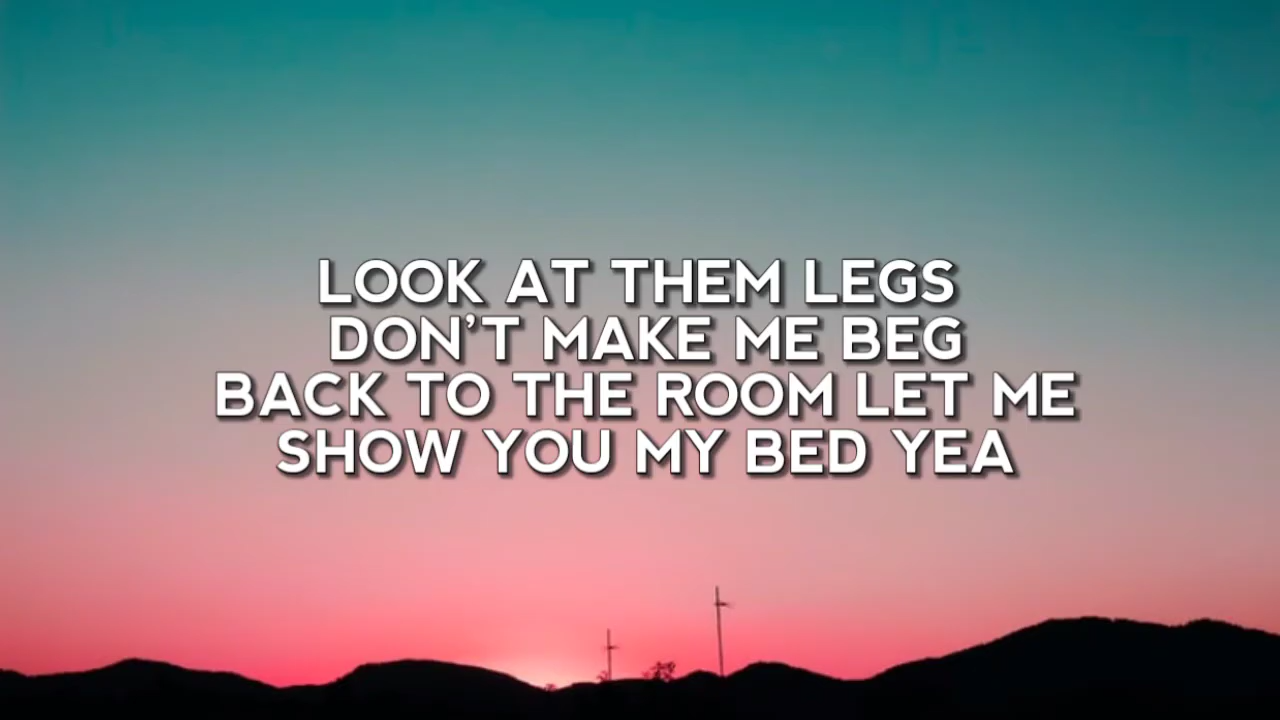 LOOK AT THEM LEGS
DON'T MAKE ME BEG
BACK TO THE ROOM LET ME
SHOW YOU MY BED YEA